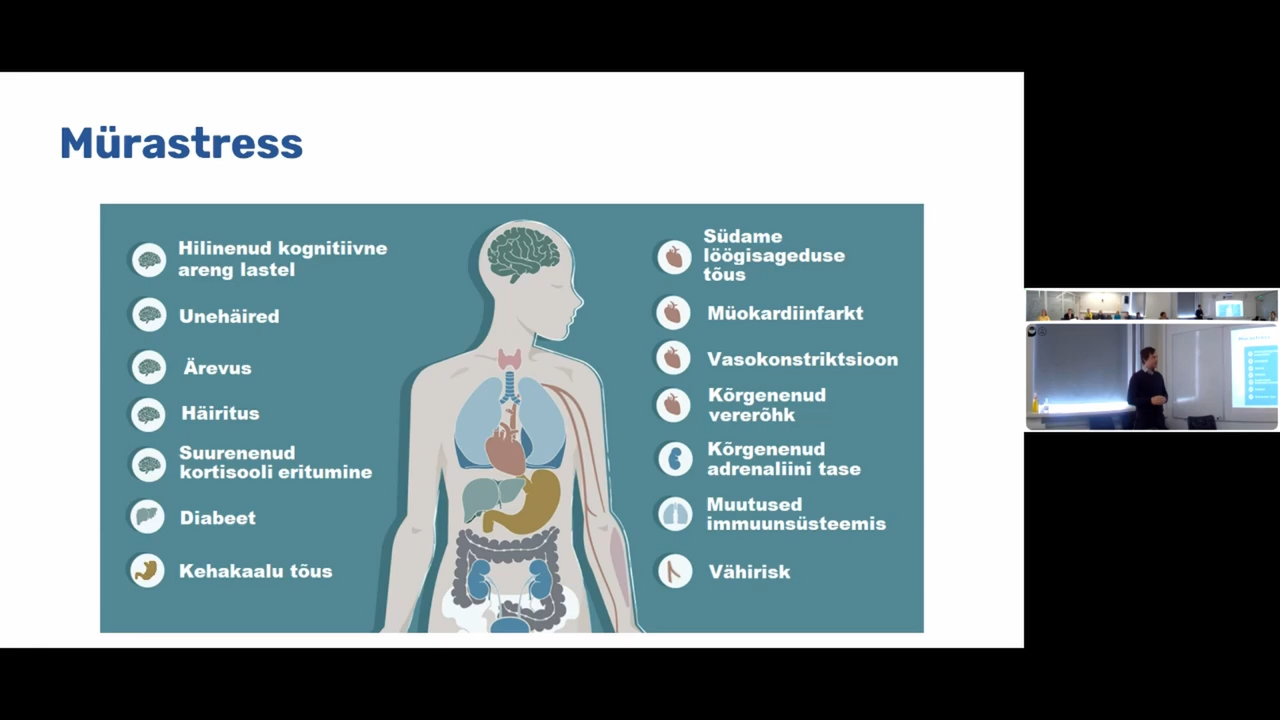 Mürastress
Hilinenud kognitiivne
areng lastel
Unehäired
Ärevus
Häiritus
Suurenenud
kortisooli eritumine
Diabeet
Kehakaalu tõus
Südame
löögisageduse
tõus
Müokardiinfarkt
Vasokonstriktsioon
Kõrgenenud
vererõhk
Kõrgenenud
adrenaliini tase
Muutused
immuunsüsteemis
Vähirisk